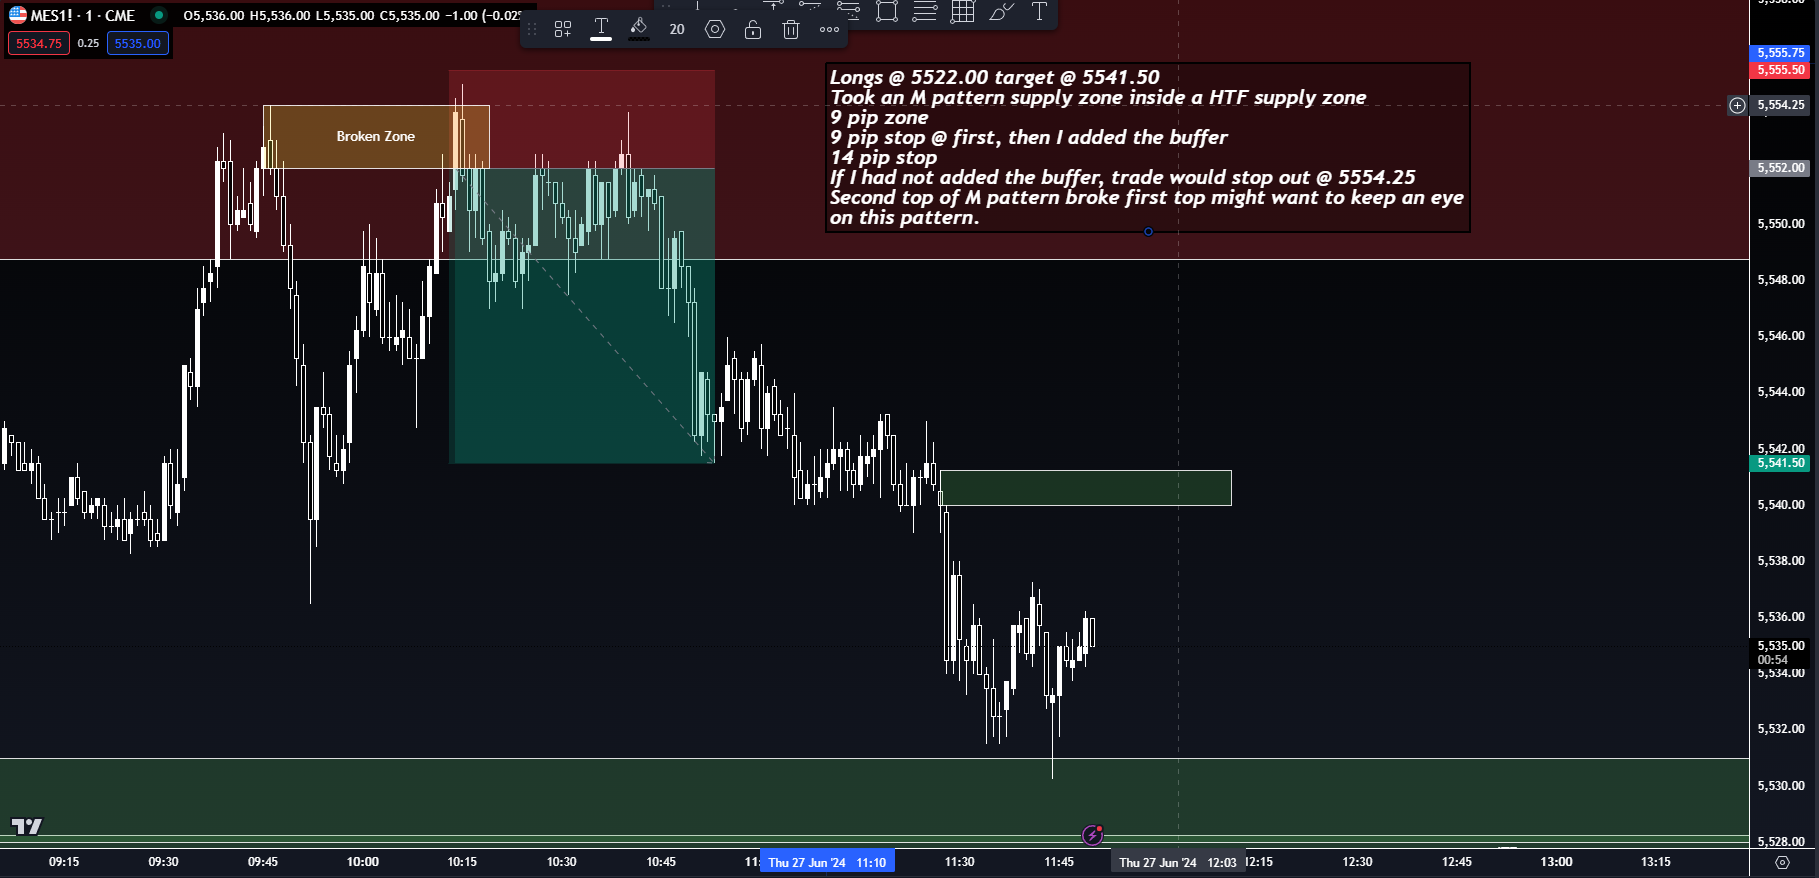 MES1! · 1 · CME
O5,536.00 H5,536.00 L5,535.00 C5,535.00 −1.00
5534.75 0.25 5535.00
20
Longs @ 5522.00 target @ 5541.50
Took an M pattern supply zone inside a HTF supply zone
9 pip zone
9 pip stop @ first, then I added the buffer
14 pip stop
If I had not added the buffer, trade would stop out @ 5554.25
Second top of M pattern broke first top might want to keep an eye
on this pattern.
Broken Zone
5,555.75
5,555.50
5,554.25
5,552.00
5,550.00
5,548.00
5,546.00
5,544.00
5,542.00
5,541.50
5,540.00
5,538.00
5,536.00
5,535.00
00:54
5,534.00
5,532.00
5,530.00
5,528.00
09:15 09:30 09:45 10:00 10:15 10:30 10:45 Thu 27 Jun '24 11:10 11:30 11:45 Thu 27 Jun '24 12:03 12:15 12:30 12:45 13:00 13:15